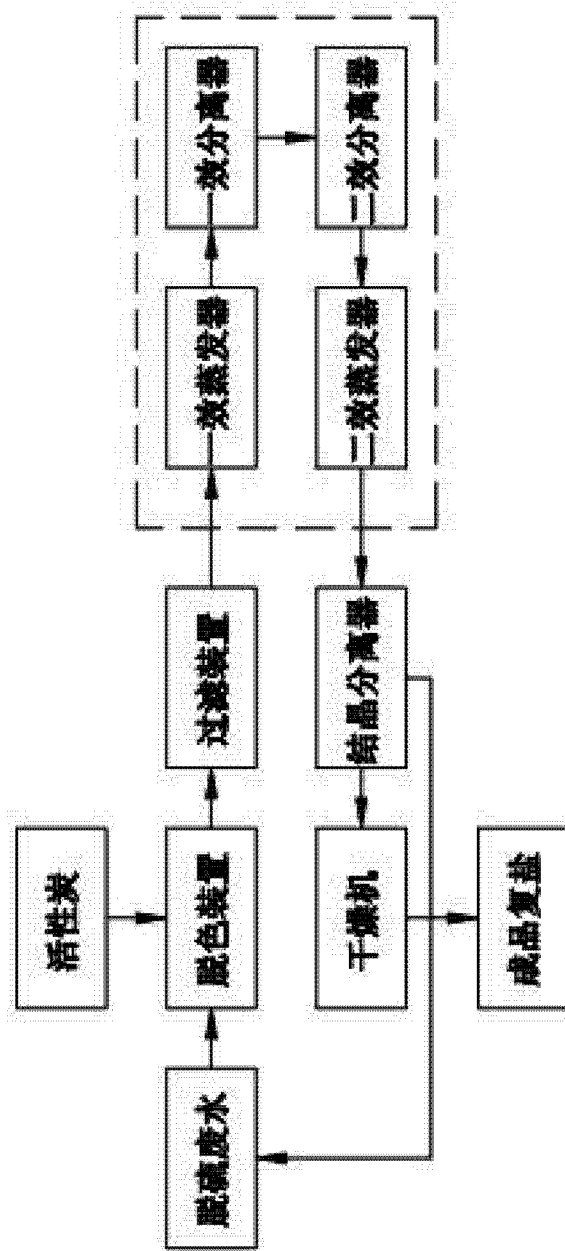 活性炭
脱硫废水
脱色装置
过滤装置
一效蒸发器
一效分离器
干燥机
结晶分离器
二效蒸发器
二效分离器
成品复盐